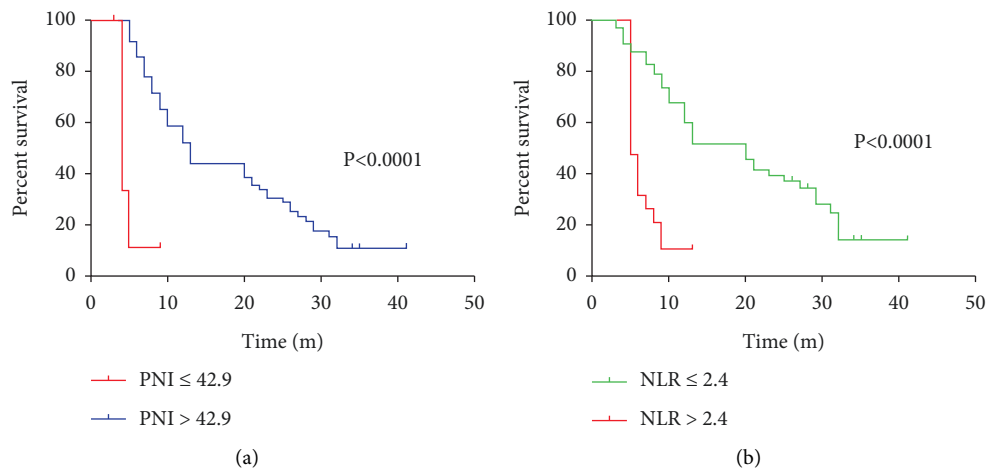 100
80
60
40
20
0
Percent survival
P<0.0001
0 10 20 30 40 50
Time (m)
PNI ≤ 42.9
PNI > 42.9
(a)
100
80
60
40
20
0
Percent survival
P<0.0001
0 10 20 30 40 50
Time (m)
NLR ≤ 2.4
NLR > 2.4
(b)